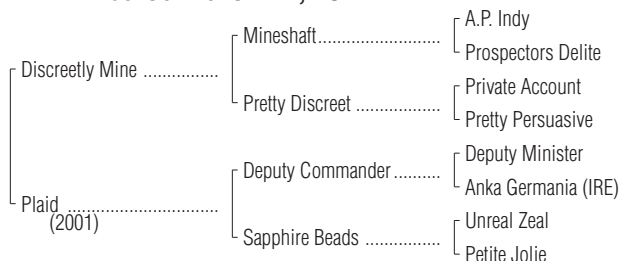 A.P. Indy
Mineshaft........................
Prospectors Delite
Discreetly Mine ...............
Private Account
Pretty Discreet .................
Pretty Persuasive
Deputy Minister
Deputy Commander..........
Anka Germania (IRE)
Plaid ..............................
(2001)
Unreal Zeal
Sapphire Beads ...............
Petite Jolie